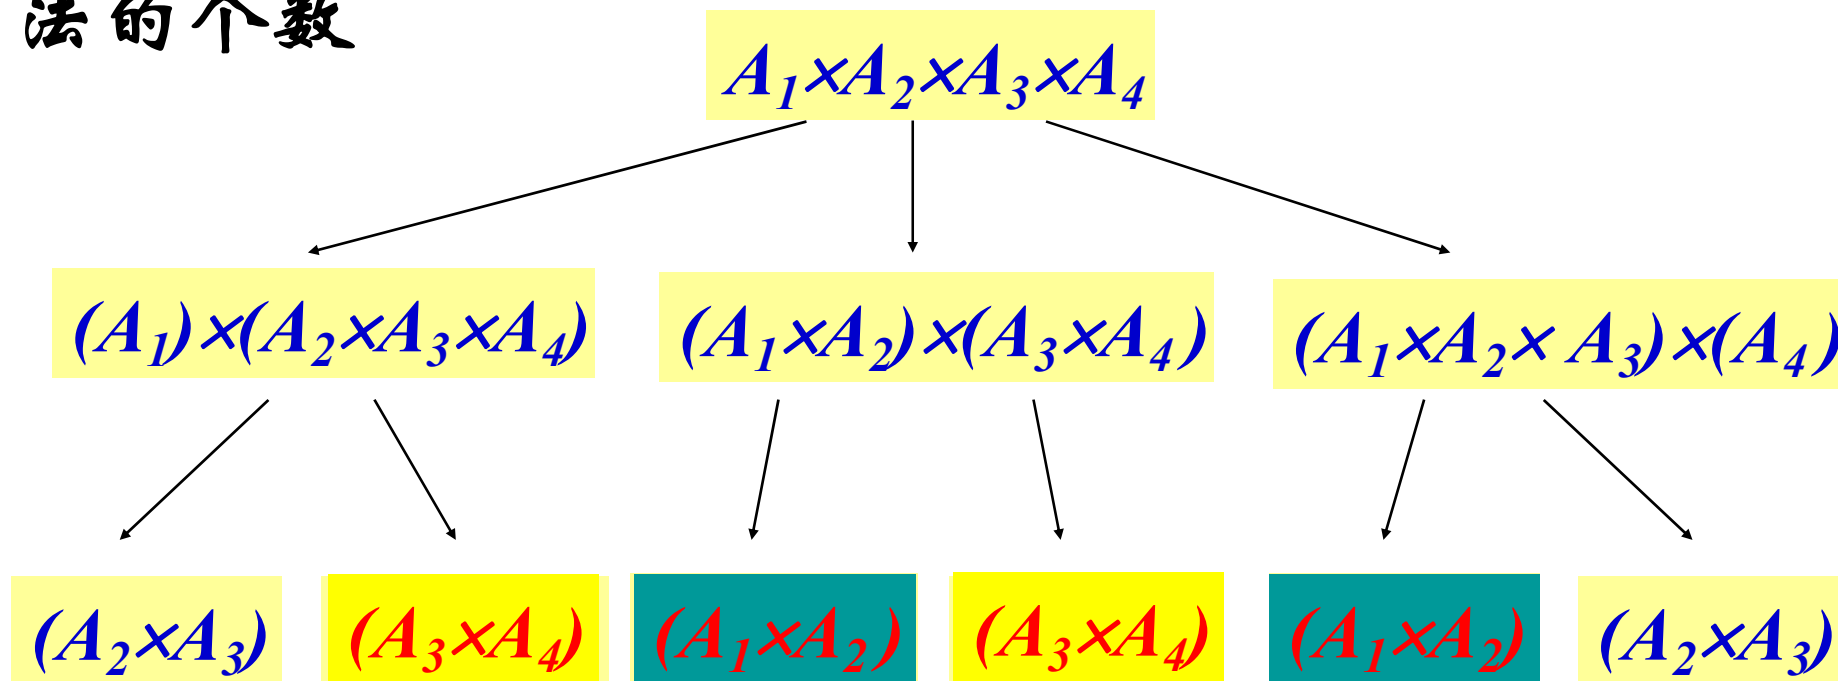 法的个数
A₁×A₂×A₃×A₄
(A₁)×(A₂×A₃×A₄)
(A₁×A₂)×(A₃×A₄)
(A₁×A₂× A₃)×(A₄)
(A₂×A₃)
(A₃×A₄)
(A₁×A₂)
(A₃×A₄)
(A₁×A₂)
(A₂×A₃)